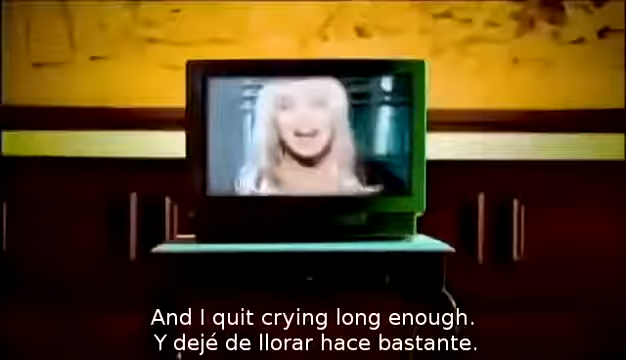 And I quit crying long enough.
Y dejé de llorar hace bastante.